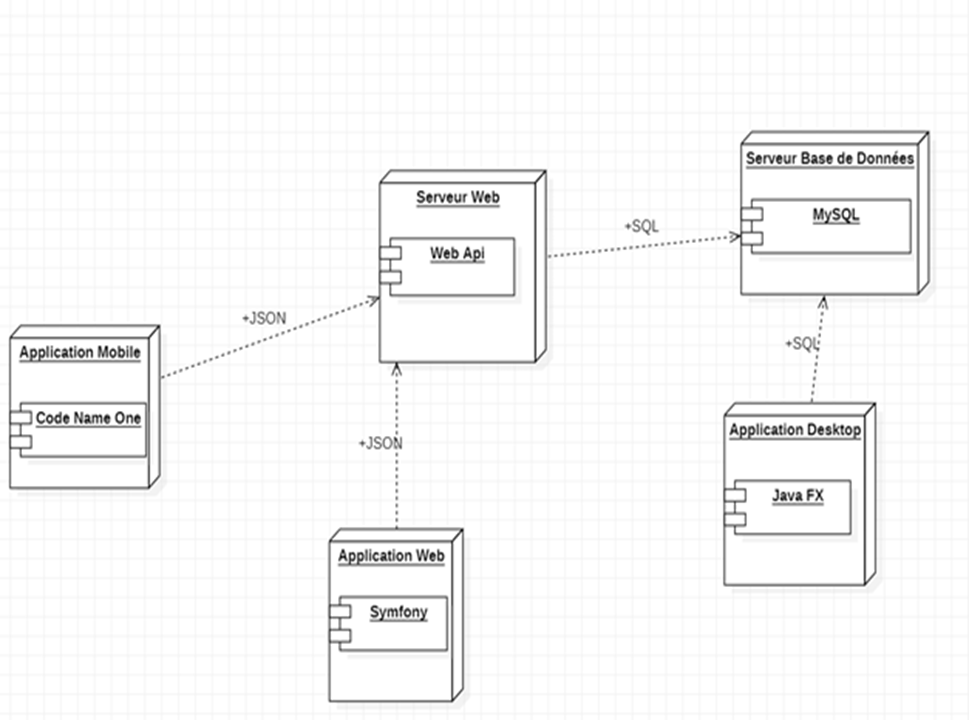 Serveur Base de Données
MySQL
Serveur Web
Web Api
+SQL
+JSON
Application Mobile
Code Name One
+SQL
+JSON
Application Desktop
Java FX
Application Web
Symfony